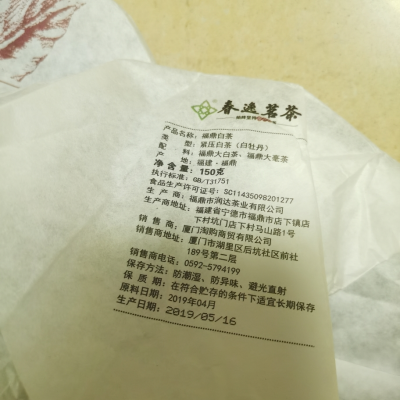 春逸茗茶
产品名称：福鼎白茶
类 型：紧压白茶（白牡丹）
配 料：福鼎大白茶、福鼎大毫茶
产 地：福建·福鼎
净 含 量：150克
执行标准：GB/T31751
食品生产许可证号：SC11435098201277
生 产 商：福鼎市润达茶业有限公司
生产商地址：福建省宁德市福鼎市店下镇店
下村坑门店下村马山路1号
销 售 商：厦门淘购商贸有限公司
销售商地址：厦门市湖里区后坑社区前社
189号第二层
销售商电话：0592-5794199
保存方法：防潮湿、防异味、避光直射
保 质 期：在符合贮存的条件下适宜长期保存
原料日期：2019年04月
生产日期：2019/05/16